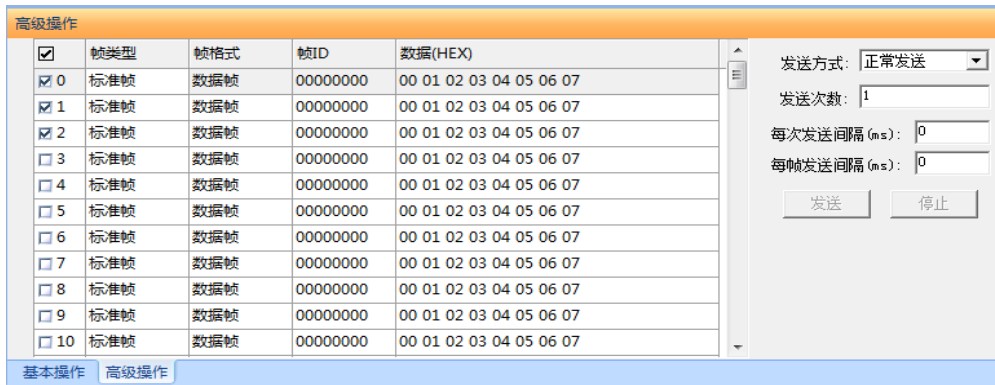 高级操作
帧类型 帧格式 帧ID 数据(HEX)
0 标准帧 数据帧 00000000 00 01 02 03 04 05 06 07
1 标准帧 数据帧 00000000 00 01 02 03 04 05 06 07
2 标准帧 数据帧 00000000 00 01 02 03 04 05 06 07
3 标准帧 数据帧 00000000 00 01 02 03 04 05 06 07
4 标准帧 数据帧 00000000 00 01 02 03 04 05 06 07
5 标准帧 数据帧 00000000 00 01 02 03 04 05 06 07
6 标准帧 数据帧 00000000 00 01 02 03 04 05 06 07
7 标准帧 数据帧 00000000 00 01 02 03 04 05 06 07
8 标准帧 数据帧 00000000 00 01 02 03 04 05 06 07
9 标准帧 数据帧 00000000 00 01 02 03 04 05 06 07
10 标准帧 数据帧 00000000 00 01 02 03 04 05 06 07
发送方式: 正常发送
发送次数: 1
每次发送间隔(ms): 0
每帧发送间隔(ms): 0
发送 停止
基本操作 高级操作